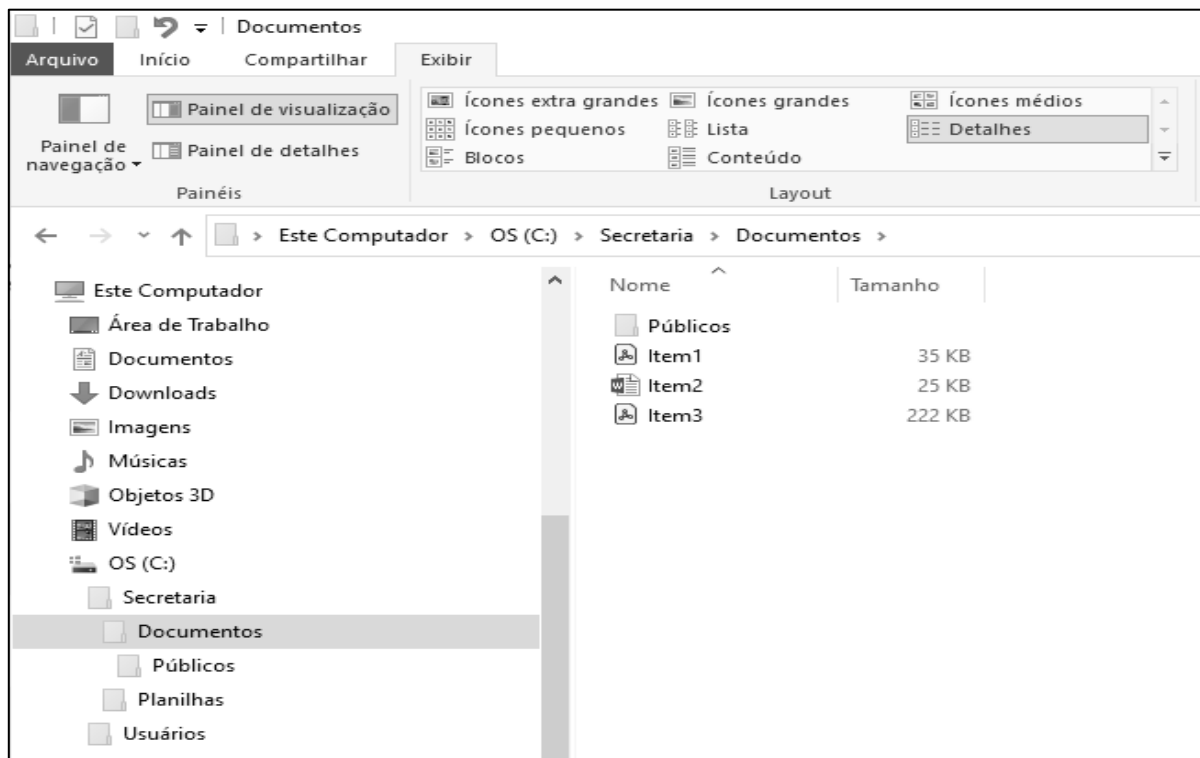 Documentos
Arquivo Início Compartilhar Exibir
Painel de navegação
Painel de visualização
Painel de detalhes
Painéis
Ícones extra grandes Ícones grandes Ícones médios
Ícones pequenos Lista Detalhes
Blocos Conteúdo
Layout
Este Computador > OS (C:) > Secretaria > Documentos >
Este Computador
Área de Trabalho
Documentos
Downloads
Imagens
Músicas
Objetos 3D
Vídeos
OS (C:)
Secretaria
Documentos
Públicos
Planilhas
Usuários
Nome Tamanho
Públicos
Item1 35 KB
Item2 25 KB
Item3 222 KB